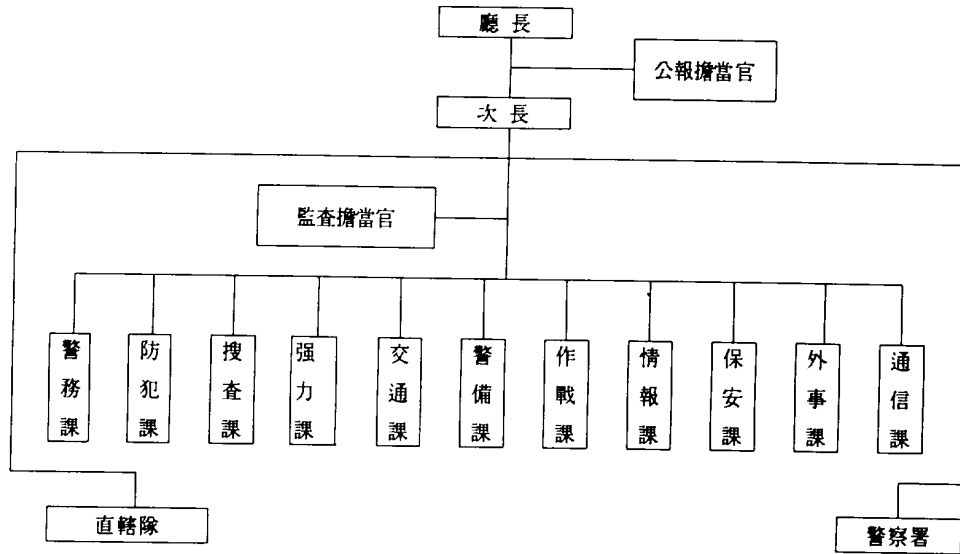 廳長
公報擔當官
次長
監査擔當官
警務課
防犯課
搜査課
强力課
交通課
警備課
作戰課
情報課
保安課
外事課
通信課
直轄隊
警察署